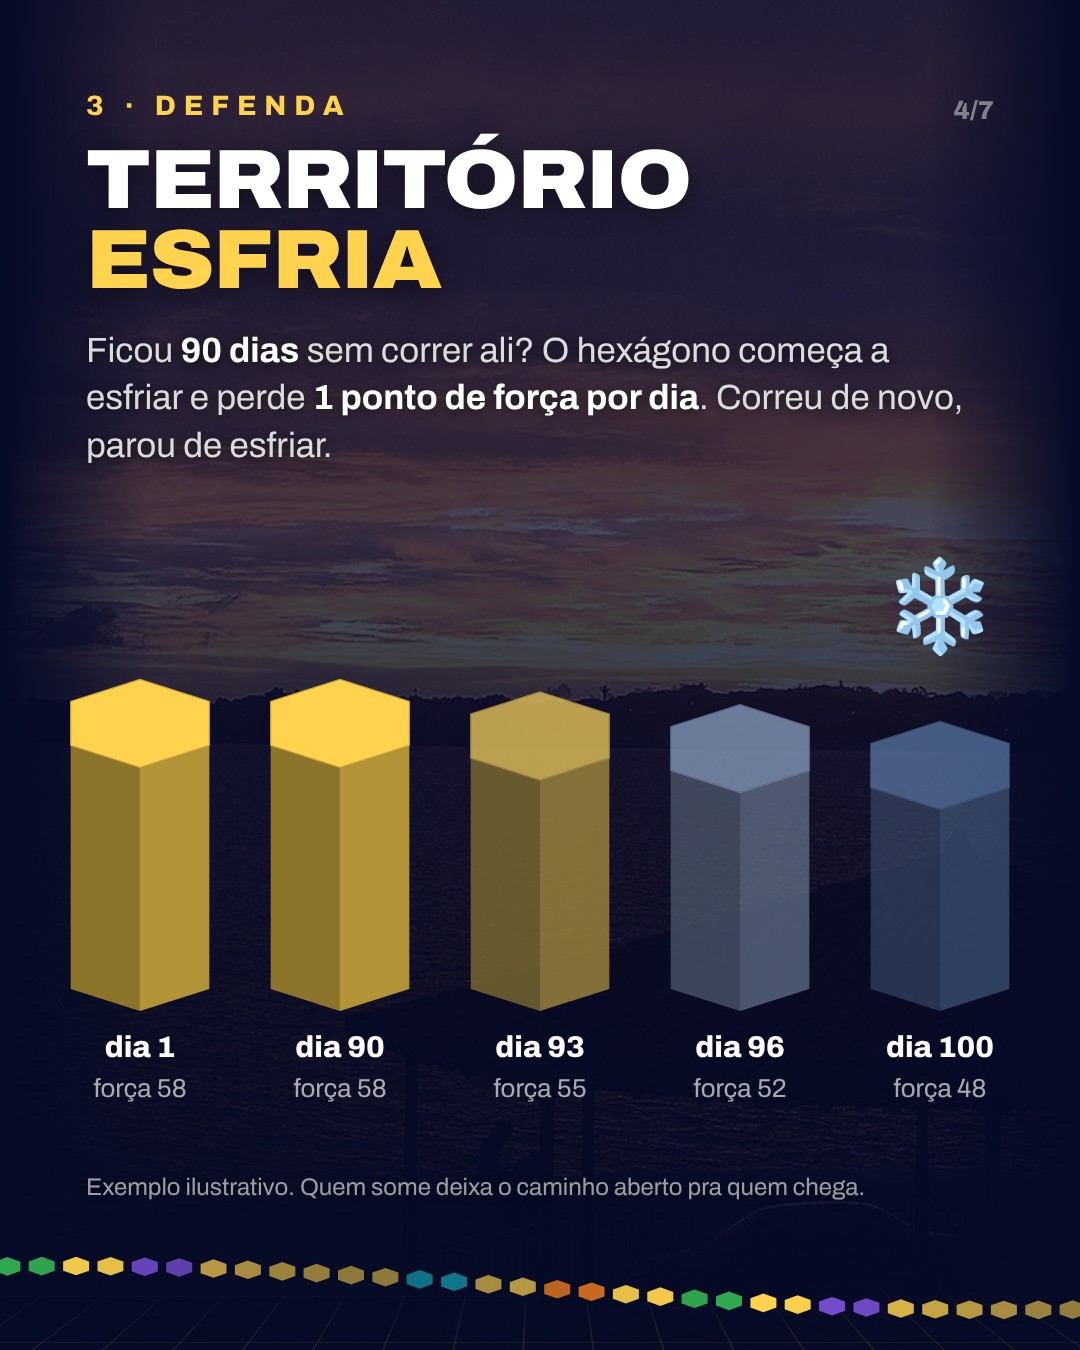 3 · DEFENDA
4/7
TERRITÓRIO
ESFRIA
Ficou 90 dias sem correr ali? O hexágono começa a
esfriar e perde 1 ponto de força por dia. Correu de novo,
parou de esfriar.
dia 1
força 58
dia 90
força 58
dia 93
força 55
dia 96
força 52
dia 100
força 48
Exemplo ilustrativo. Quem some deixa o caminho aberto pra quem chega.